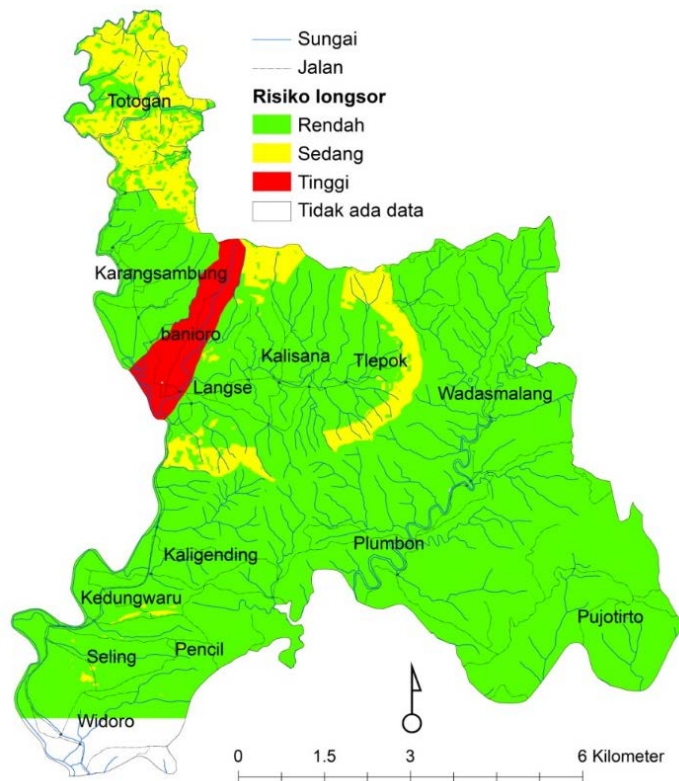 Sungai
Jalan
Risiko longsor
Rendah
Sedang
Tinggi
Tidak ada data
Totogan
Karangsambung
banioro
Kalisana
Tlepok
Langse
Wadasmalang
Plumbon
Kaligending
Kedungwaru
Pujotirto
Pencil
Seling
Widoro
0 1.5 3 6 Kilometer